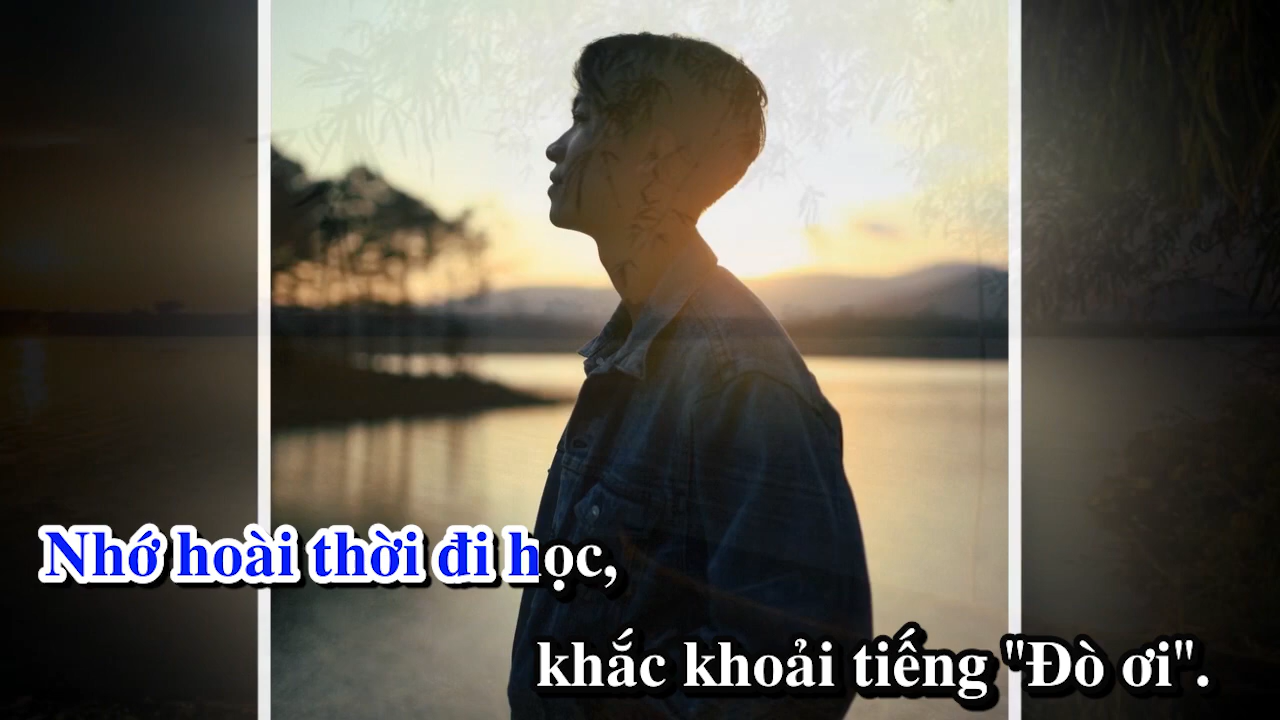 Nhớ hoài thời đi học,
khắc khoải tiếng "Đò ơi".